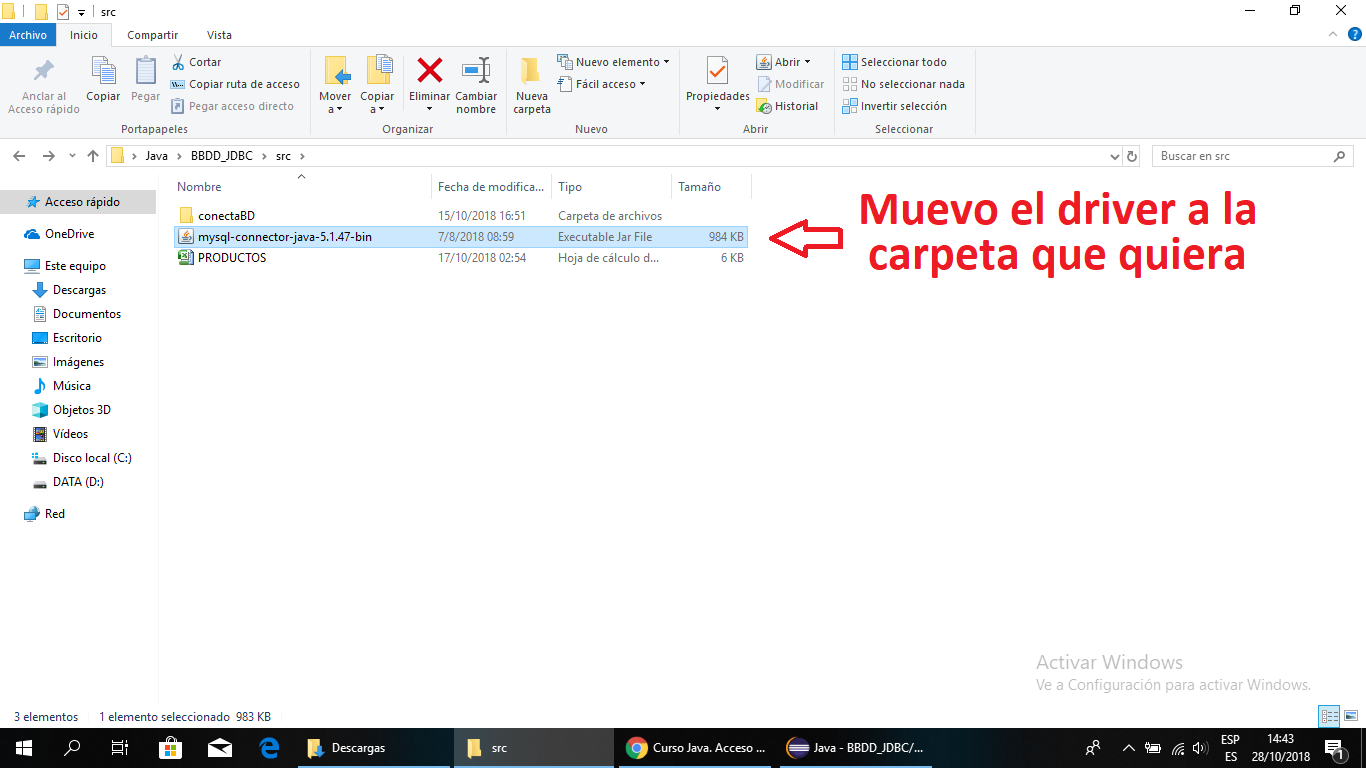 src
Archivo Inicio Compartir Vista
Anclar al Acceso rápido
Copiar
Pegar
Cortar
Copiar ruta de acceso
Pegar acceso directo
Portapapeles
Mover a
Copiar a
Eliminar
Cambiar nombre
Organizar
Nueva carpeta
Nuevo elemento
Fácil acceso
Nuevo
Propiedades
Abrir
Modificar
Historial
Abrir
Seleccionar todo
No seleccionar nada
Invertir selección
Seleccionar
Java > BBDD_JDBC > src >
Buscar en src
Nombre Fecha de modifica... Tipo Tamaño
conectaBD 15/10/2018 16:51 Carpeta de archivos
mysql-connector-java-5.1.47-bin 7/8/2018 08:59 Executable Jar File 984 KB
PRODUCTOS 17/10/2018 02:54 Hoja de cálculo d... 6 KB
Acceso rápido
OneDrive
Este equipo
Descargas
Documentos
Escritorio
Imágenes
Música
Objetos 3D
Vídeos
Disco local (C:)
DATA (D:)
Red
Muevo el driver a la
carpeta que quiera
Activar Windows
Ve a Configuración para activar Windows.
3 elementos 1 elemento seleccionado 983 KB
Descargas
src
Curso Java. Acceso ...
Java - BBDD_JDBC/...
ESP
ES
14:43
28/10/2018
1